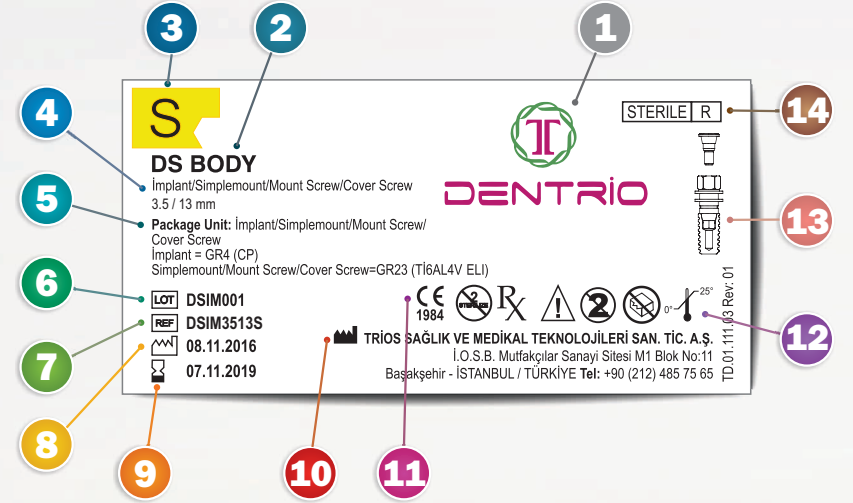 3
2
1
4
S
14
STERILE R
DS BODY
DENTRIO
İmplant/Simplemount/Mount Screw/Cover Screw
3.5 / 13 mm
5
Package Unit: İmplant/Simplemount/Mount Screw/
Cover Screw
İmplant = GR4 (CP)
Simplemount/Mount Screw/Cover Screw=GR23 (Tİ6AL4V ELI)
13
6
LOT DSIM001
7
REF DSIM3513S
08.11.2016
8
07.11.2019
9
CE
1984
2
STERILIZE
Rx
2
0°
25°
12
TRİOS SAĞLIK VE MEDİKAL TEKNOLOJİLERİ SAN. TİC. A.Ş.
İ.O.S.B. Mutfakçılar Sanayi Sitesi M1 Blok No:11
Başakşehir - İSTANBUL / TÜRKİYE Tel: +90 (212) 485 75 65
TD.01.111.03 Rev: 01
10
11